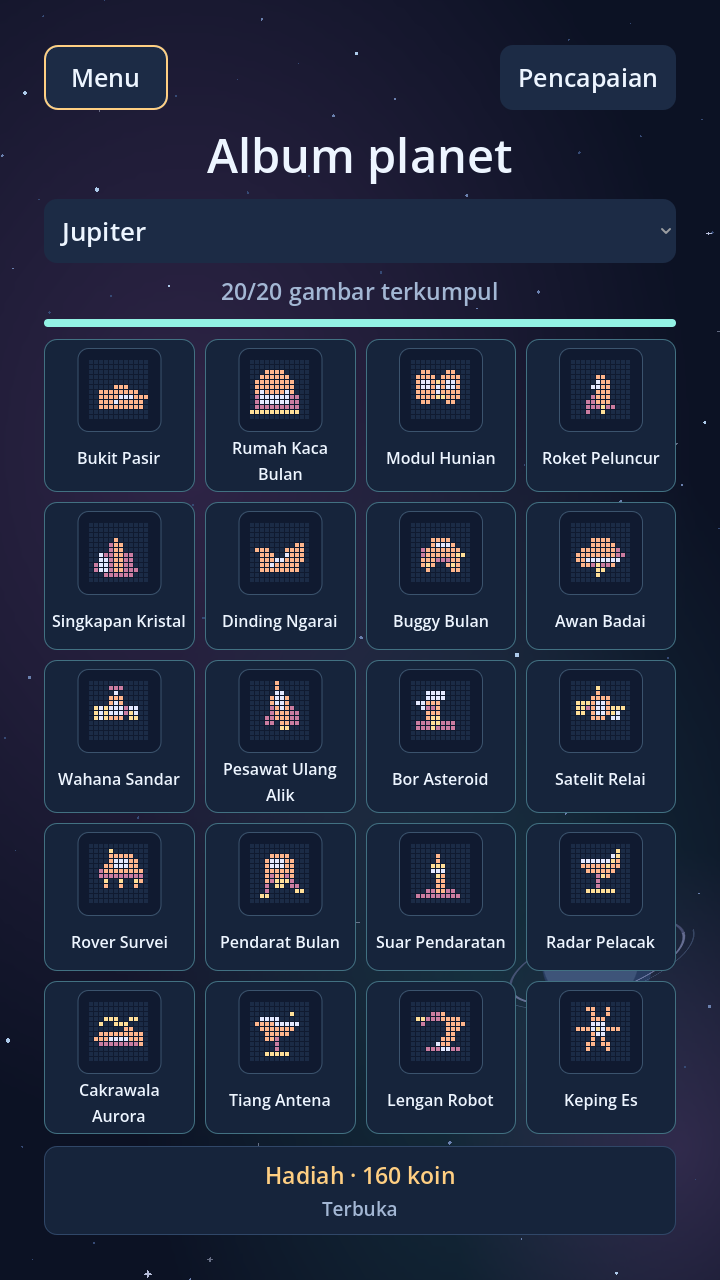 Menu
Pencapaian
Album planet
Jupiter
20/20 gambar terkumpul
Bukit Pasir
Rumah Kaca
Bulan
Modul Hunian
Roket Peluncur
Singkapan Kristal
Dinding Ngarai
Buggy Bulan
Awan Badai
Wahana Sandar
Pesawat Ulang
Alik
Bor Asteroid
Satelit Relai
Rover Survei
Pendarat Bulan
Suar Pendaratan
Radar Pelacak
Cakrawala
Aurora
Tiang Antena
Lengan Robot
Keping Es
Hadiah · 160 koin
Terbuka